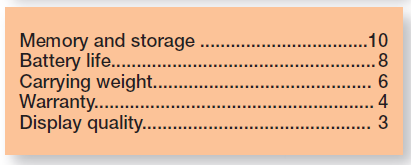 Memory and storage ..................................10
Battery life..............................................8
Carrying weight...................................... 6
Warranty................................................ 4
Display quality........................................ 3